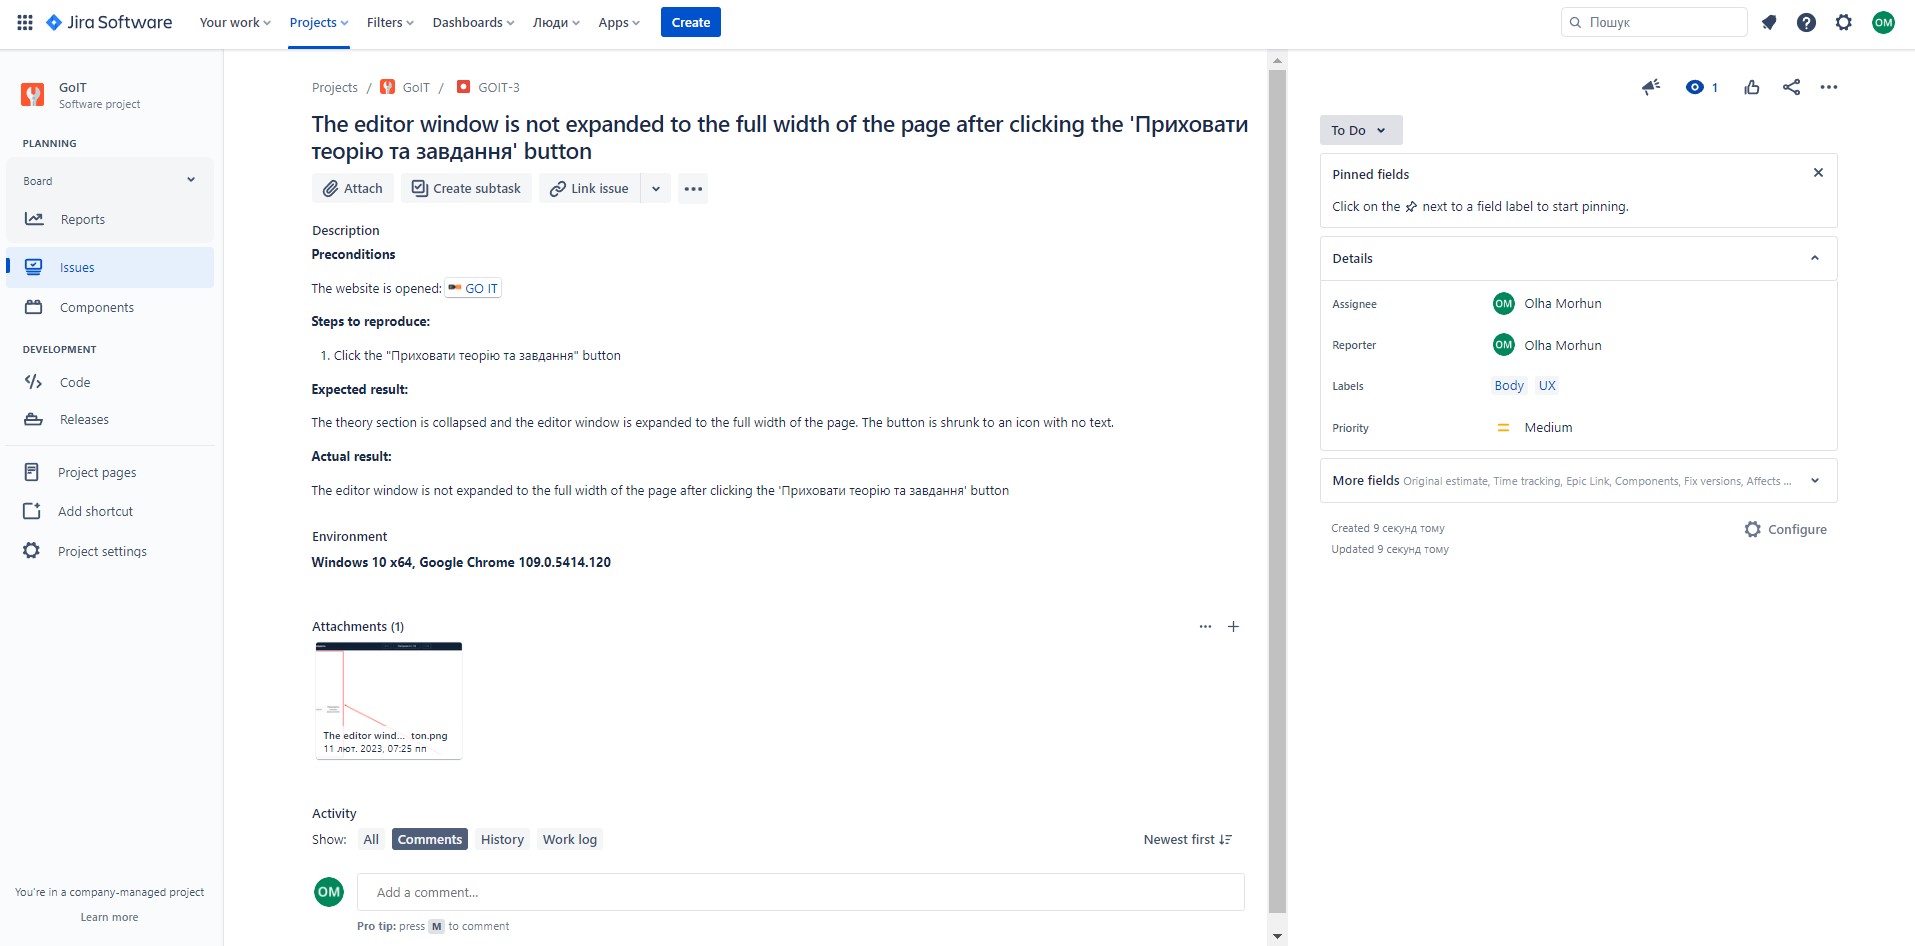 Jira Software Your work Projects Filters Dashboards Люди Apps Create Пошук OM
GoIT
Software project
PLANNING
Board
Reports
Issues
Components
DEVELOPMENT
Code
Releases
Project pages
Add shortcut
Project settings
You're in a company-managed project
Learn more
Projects / GoIT / GOIT-3
The editor window is not expanded to the full width of the page after clicking the 'Приховати
теорію та завдання' button
Attach Create subtask Link issue
Description
Preconditions
The website is opened: GO IT
Steps to reproduce:
1. Click the "Приховати теорію та завдання" button
Expected result:
The theory section is collapsed and the editor window is expanded to the full width of the page. The button is shrunk to an icon with no text.
Actual result:
The editor window is not expanded to the full width of the page after clicking the 'Приховати теорію та завдання' button
Environment
Windows 10 x64, Google Chrome 109.0.5414.120
Attachments (1)
The editor wind... ton.png
11 лют. 2023, 07:25 пп
Activity
Show: All Comments History Work log Newest first
OM Add a comment...
Pro tip: press M to comment
1
To Do
Pinned fields
Click on the next to a field label to start pinning.
Details
Assignee OM Olha Morhun
Reporter OM Olha Morhun
Labels Body UX
Priority Medium
More fields Original estimate, Time tracking, Epic Link, Components, Fix versions, Affects ...
Created 9 секунд тому Configure
Updated 9 секунд тому